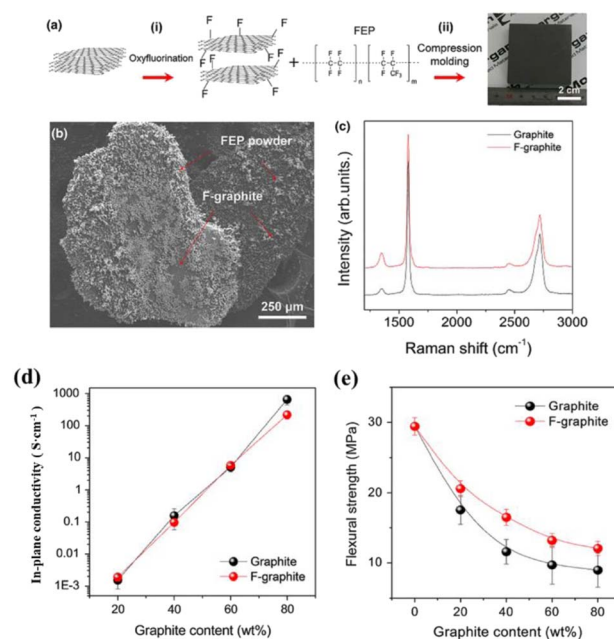 (a)
(i)
(ii)
Oxyfluorination
F
F
F
F
F
F
F
F
+
FEP
F F
C C
F F
n
F F
C C
F CF3
m
Compression
molding
2 cm
(b)
FEP powder
F-graphite
250 μm
(c)
Graphite
F-graphite
Intensity (arb.units.)
1500 2000 2500 3000
Raman shift (cm-1)
(d)
In-plane conductivity ( S·cm-1)
1000
100
10
1
0.1
0.01
1E-3
Graphite
F-graphite
20 40 60 80
Graphite content (wt%)
(e)
Flexural strength (MPa)
30
20
10
Graphite
F-graphite
0 20 40 60 80
Graphite content (wt%)